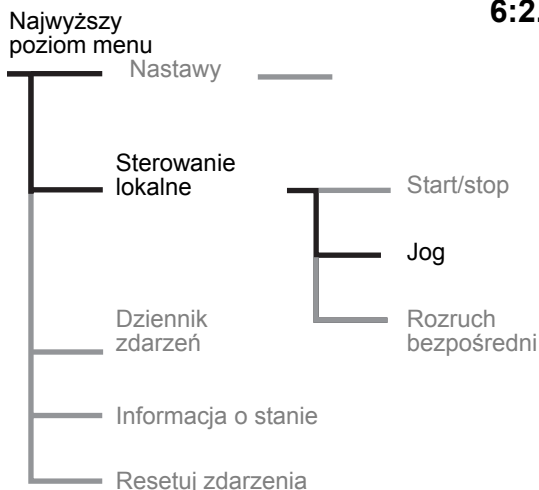 Najwyższy
poziom menu
6:2.
Nastawy
Sterowanie
lokalne
Start/stop
Jog
Dziennik
zdarzeń
Rozruch
bezpośredni
Informacja o stanie
Resetuj zdarzenia